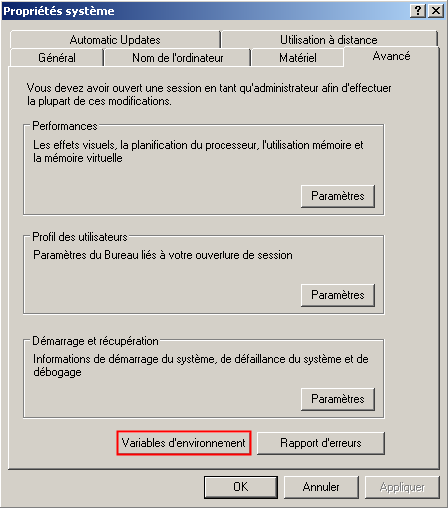 Propriétés système
Automatic Updates
Utilisation à distance
Général
Nom de l'ordinateur
Matériel
Avancé
Vous devez avoir ouvert une session en tant qu'administrateur afin d'effectuer
la plupart de ces modifications.
Performances
Les effets visuels, la planification du processeur, l'utilisation mémoire et
la mémoire virtuelle
Paramètres
Profil des utilisateurs
Paramètres du Bureau liés à votre ouverture de session
Paramètres
Démarrage et récupération
Informations de démarrage du système, de défaillance du système et de
débogage
Paramètres
Variables d'environnement
Rapport d'erreurs
OK
Annuler
Appliquer